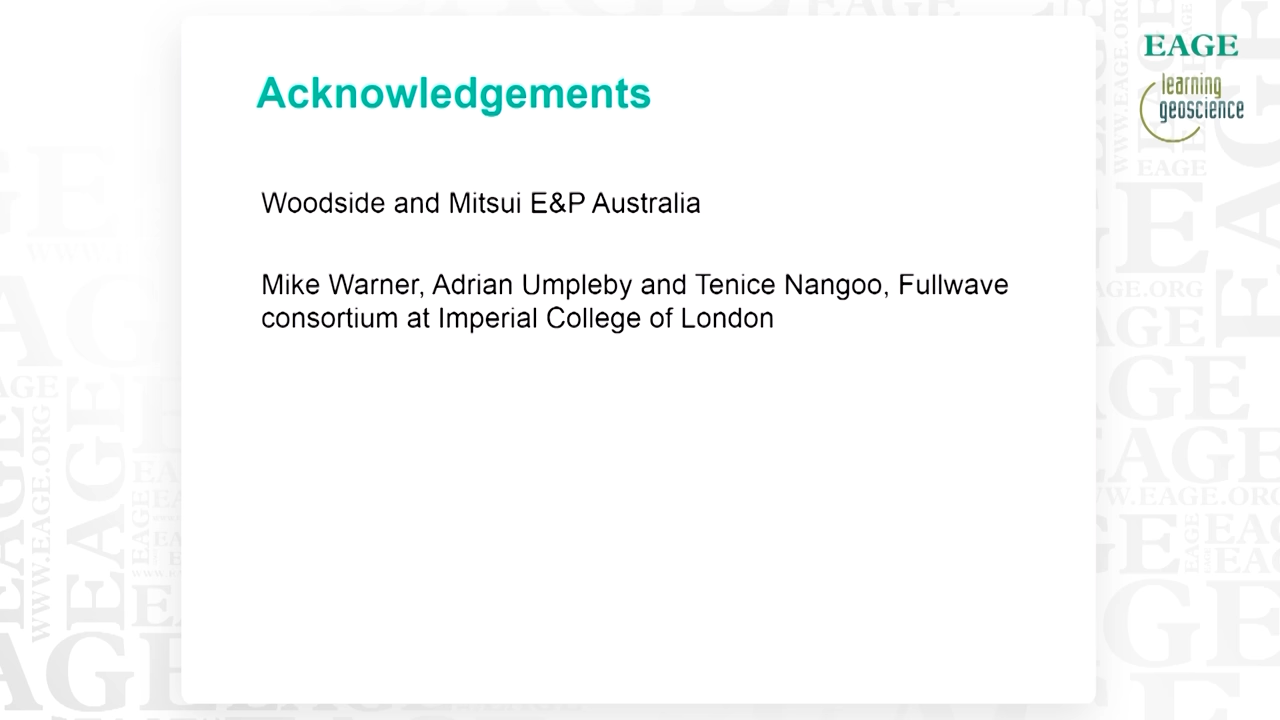 Acknowledgements
Woodside and Mitsui E&P Australia
Mike Warner, Adrian Umpleby and Tenice Nangoo, Fullwave
consortium at Imperial College of London
EAGE
learning
geoscience